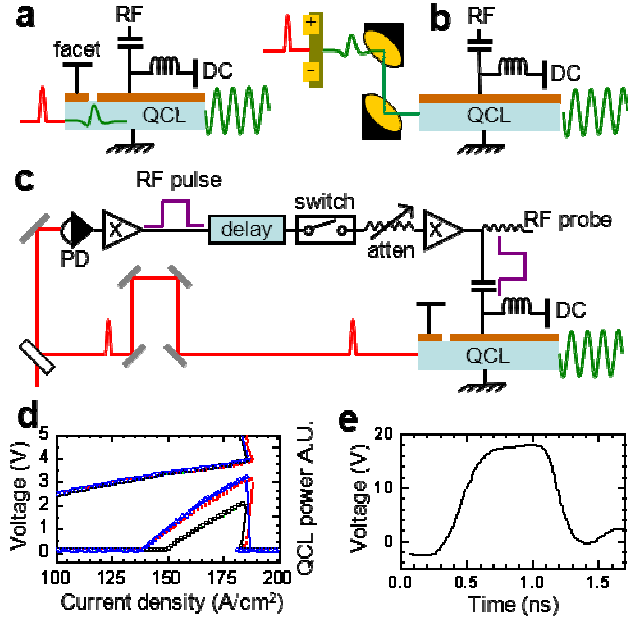 a
RF
facet
DC
QCL
+
−
b
RF
DC
QCL
c
RF pulse
PD
X
delay
switch
atten
X
RF probe
DC
QCL
d
Voltage (V)
5
4
3
2
1
0
100
150
175
200
Current density (A/cm²)
QCL power A.U.
e
Voltage (V)
20
10
0
0.0
0.5
1.0
1.5
Time (ns)